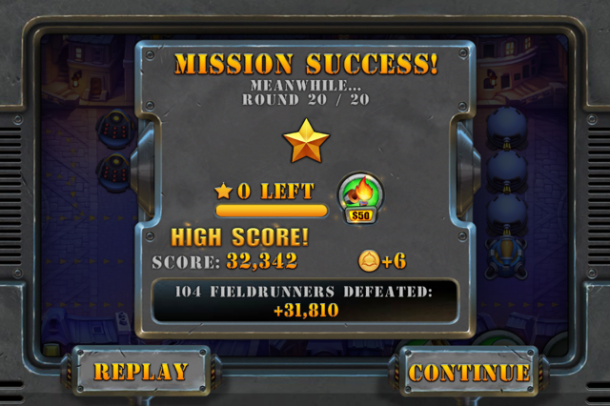 MISSION SUCCESS!
MEANWHILE...
ROUND 20 / 20
0 LEFT
$50
HIGH SCORE!
SCORE: 32,342 +6
104 FIELDRUNNERS DEFEATED:
+31,810
REPLAY CONTINUE